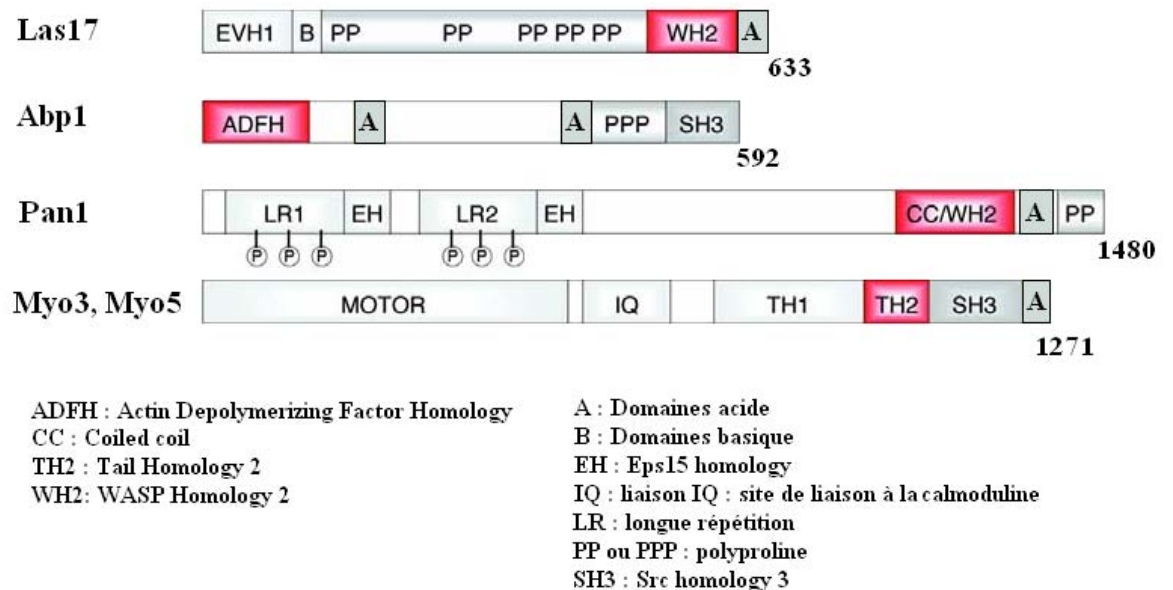 Las17 EVH1 B PP PP PP PP PP WH2 A
633
Abp1 ADFH A A PPP SH3
592
Pan1 LR1 EH LR2 EH CC/WH2 A PP
P P P P P P
1480
Myo3, Myo5 MOTOR IQ TH1 TH2 SH3 A
1271
ADFH : Actin Depolymerizing Factor Homology
CC : Coiled coil
TH2 : Tail Homology 2
WH2: WASP Homology 2
A : Domaines acide
B : Domaines basique
EH : Eps15 homology
IQ : liaison IQ : site de liaison à la calmoduline
LR : longue répétition
PP ou PPP : polyproline
SH3 : Src homology 3